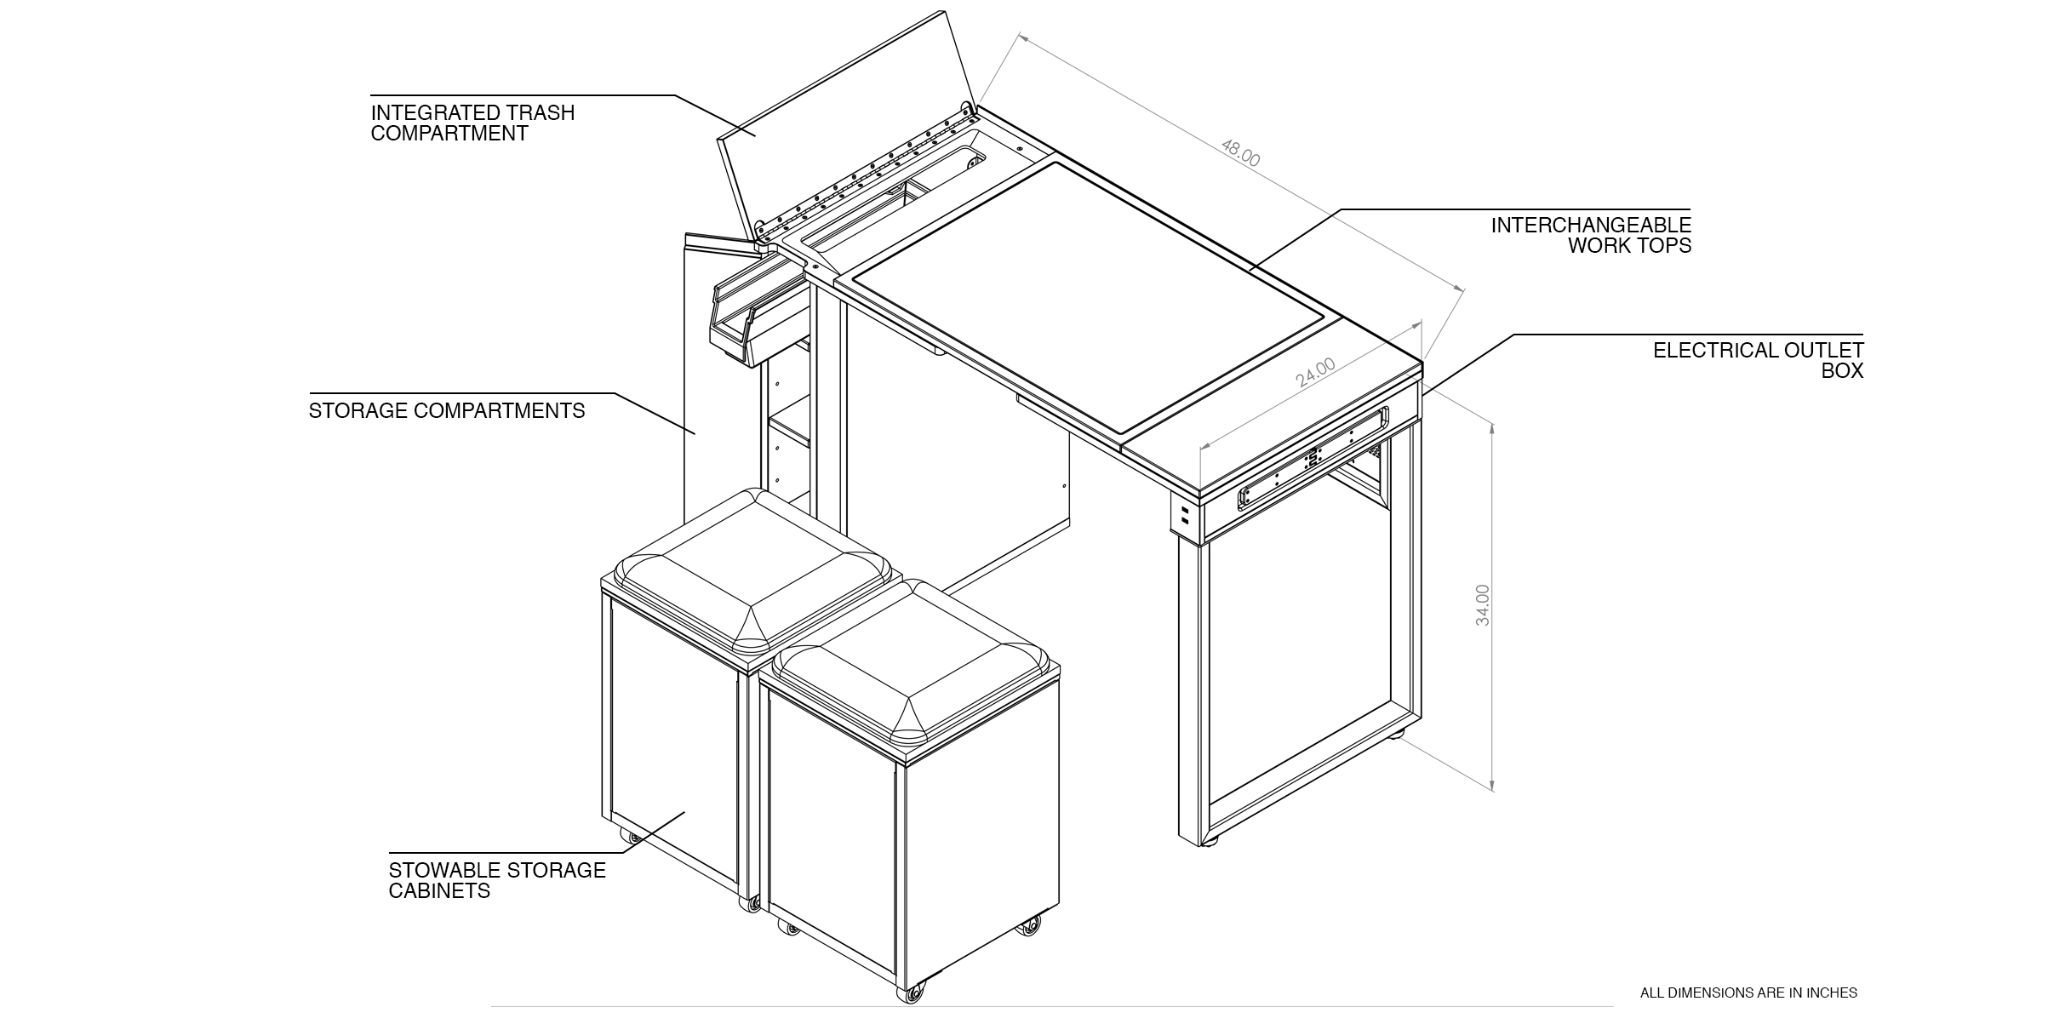 INTEGRATED TRASH
COMPARTMENT
48.00
INTERCHANGEABLE
WORK TOPS
ELECTRICAL OUTLET
BOX
24.00
STORAGE COMPARTMENTS
34.00
STOWABLE STORAGE
CABINETS
ALL DIMENSIONS ARE IN INCHES